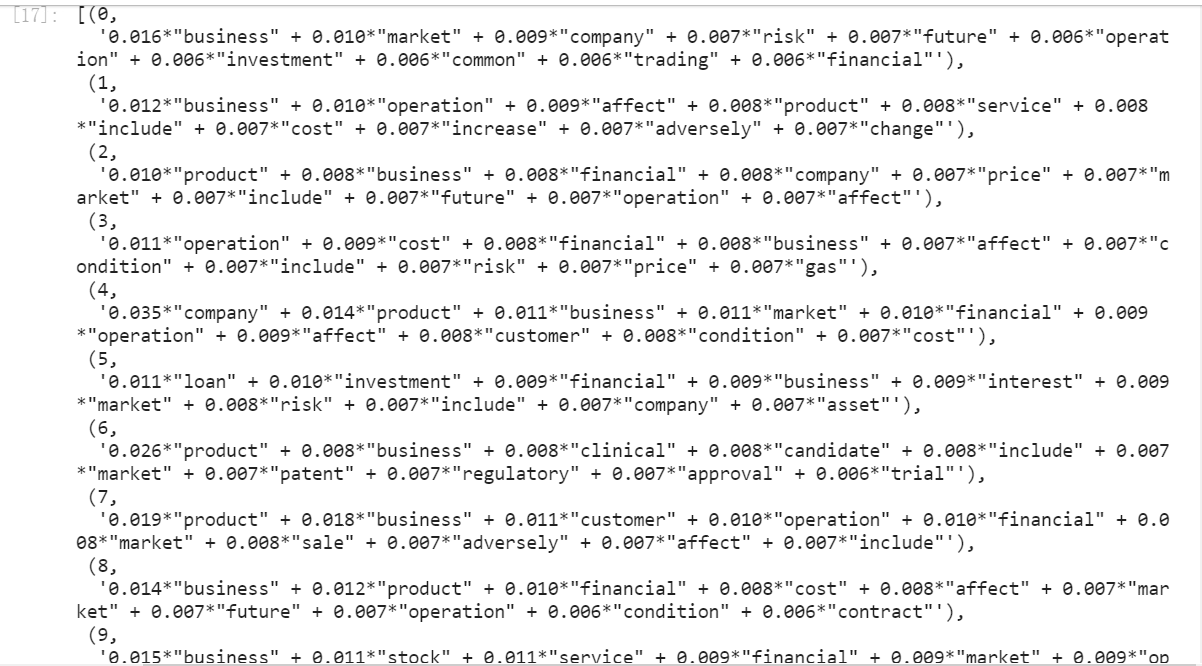 [17]: [(0,
'0.016*"business" + 0.010*"market" + 0.009*"company" + 0.007*"risk" + 0.007*"future" + 0.006*"operat
ion" + 0.006*"investment" + 0.006*"common" + 0.006*"trading" + 0.006*"financial"'),
(1,
'0.012*"business" + 0.010*"operation" + 0.009*"affect" + 0.008*"product" + 0.008*"service" + 0.008
*"include" + 0.007*"cost" + 0.007*"increase" + 0.007*"adversely" + 0.007*"change"'),
(2,
'0.010*"product" + 0.008*"business" + 0.008*"financial" + 0.008*"company" + 0.007*"price" + 0.007*"m
arket" + 0.007*"include" + 0.007*"future" + 0.007*"operation" + 0.007*"affect"'),
(3,
'0.011*"operation" + 0.009*"cost" + 0.008*"financial" + 0.008*"business" + 0.007*"affect" + 0.007*"c
ondition" + 0.007*"include" + 0.007*"risk" + 0.007*"price" + 0.007*"gas"'),
(4,
'0.035*"company" + 0.014*"product" + 0.011*"business" + 0.011*"market" + 0.010*"financial" + 0.009
*"operation" + 0.009*"affect" + 0.008*"customer" + 0.008*"condition" + 0.007*"cost"'),
(5,
'0.011*"loan" + 0.010*"investment" + 0.009*"financial" + 0.009*"business" + 0.009*"interest" + 0.009
*"market" + 0.008*"risk" + 0.007*"include" + 0.007*"company" + 0.007*"asset"'),
(6,
'0.026*"product" + 0.008*"business" + 0.008*"clinical" + 0.008*"candidate" + 0.008*"include" + 0.007
*"market" + 0.007*"patent" + 0.007*"regulatory" + 0.007*"approval" + 0.006*"trial"'),
(7,
'0.019*"product" + 0.018*"business" + 0.011*"customer" + 0.010*"operation" + 0.010*"financial" + 0.0
08*"market" + 0.008*"sale" + 0.007*"adversely" + 0.007*"affect" + 0.007*"include"'),
(8,
'0.014*"business" + 0.012*"product" + 0.010*"financial" + 0.008*"cost" + 0.008*"affect" + 0.007*"mar
ket" + 0.007*"future" + 0.007*"operation" + 0.006*"condition" + 0.006*"contract"'),
(9,
'0.015*"business" + 0.011*"stock" + 0.011*"service" + 0.009*"financial" + 0.009*"market" + 0.009*"op